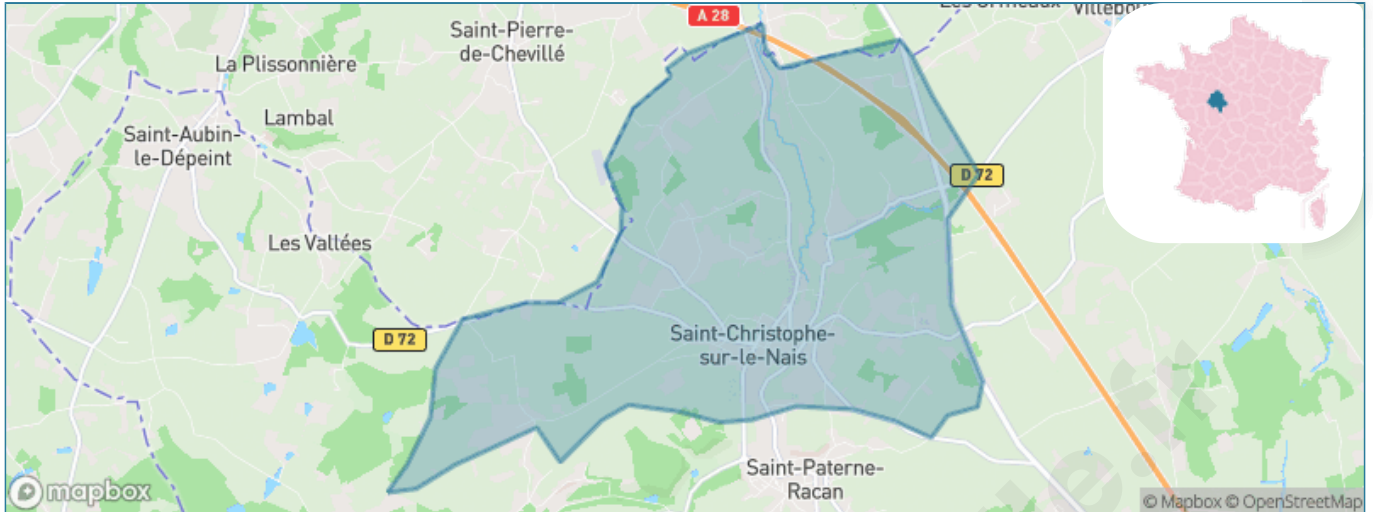 A 28
Saint-Pierre-
de-Chevillé
La Plissonnière
Lambal
Saint-Aubin-
le-Dépeint
D 72
Les Vallées
D 72
Saint-Christophe-
sur-le-Nais
Saint-Paterne-
Racan
mapbox
© Mapbox © OpenStreetMap